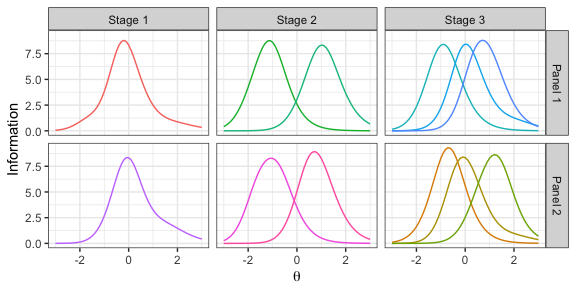 Stage 1 Stage 2 Stage 3
Information
7.5
5.0
2.5
0.0
Panel 1
7.5
5.0
2.5
0.0
Panel 2
-2 0 2 -2 0 2 -2 0 2
θ